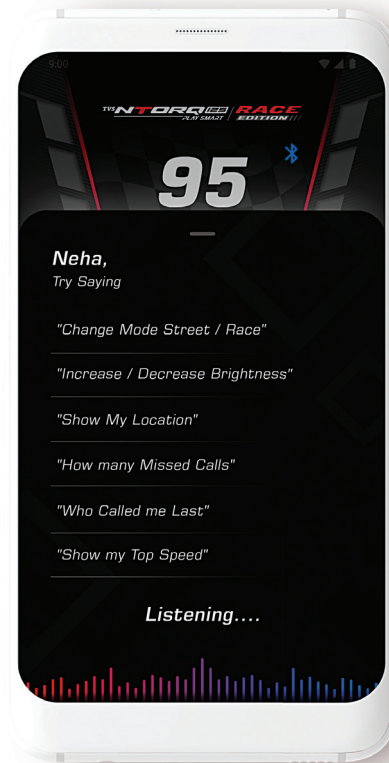 9:00
TVS NTORQ 125 RACE
PLAY SMART EDITION
95
Neha,
Try Saying
"Change Mode Street / Race"
"Increase / Decrease Brightness"
"Show My Location"
"How many Missed Calls"
"Who Called me Last"
"Show my Top Speed"
Listening....